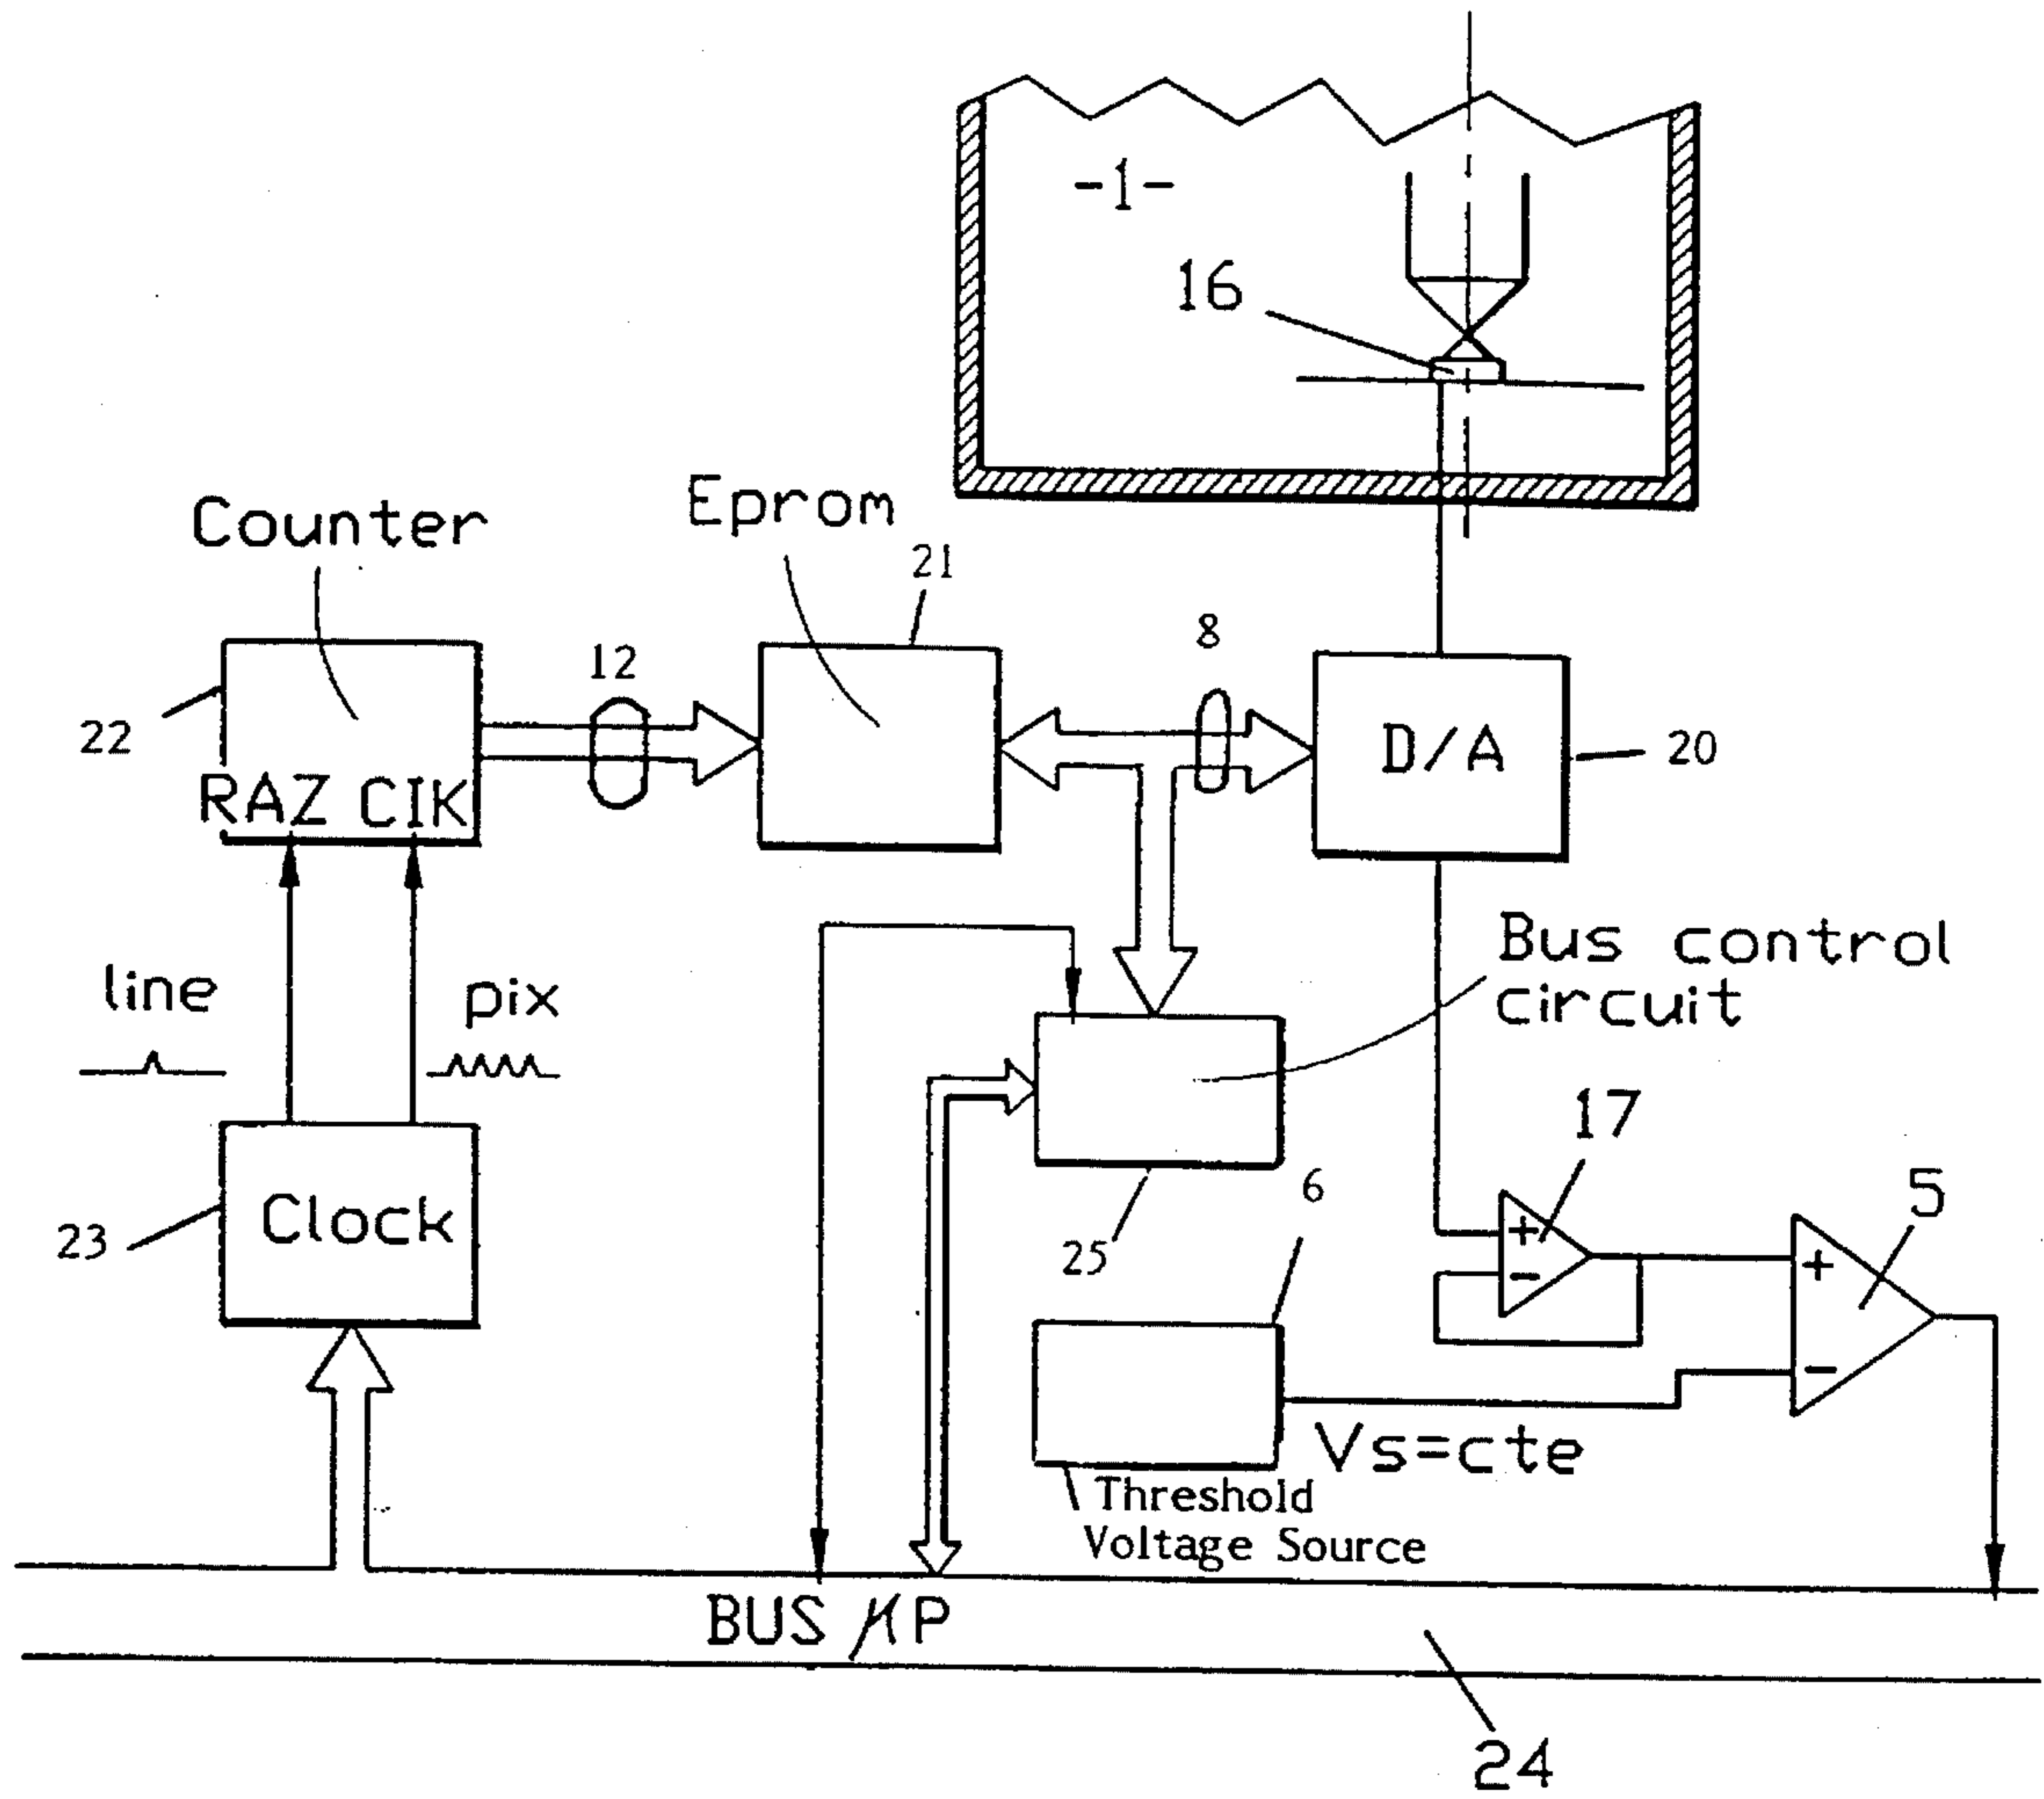 -1-
16
Counter
Eprom
21
12
8
22
D/A
20
RAZ CIK
Bus control
circuit
line
pix
17
6
5
Clock
23
25
+
-
+
-
Vs=cte
Threshold
Voltage Source
BUS μP
24